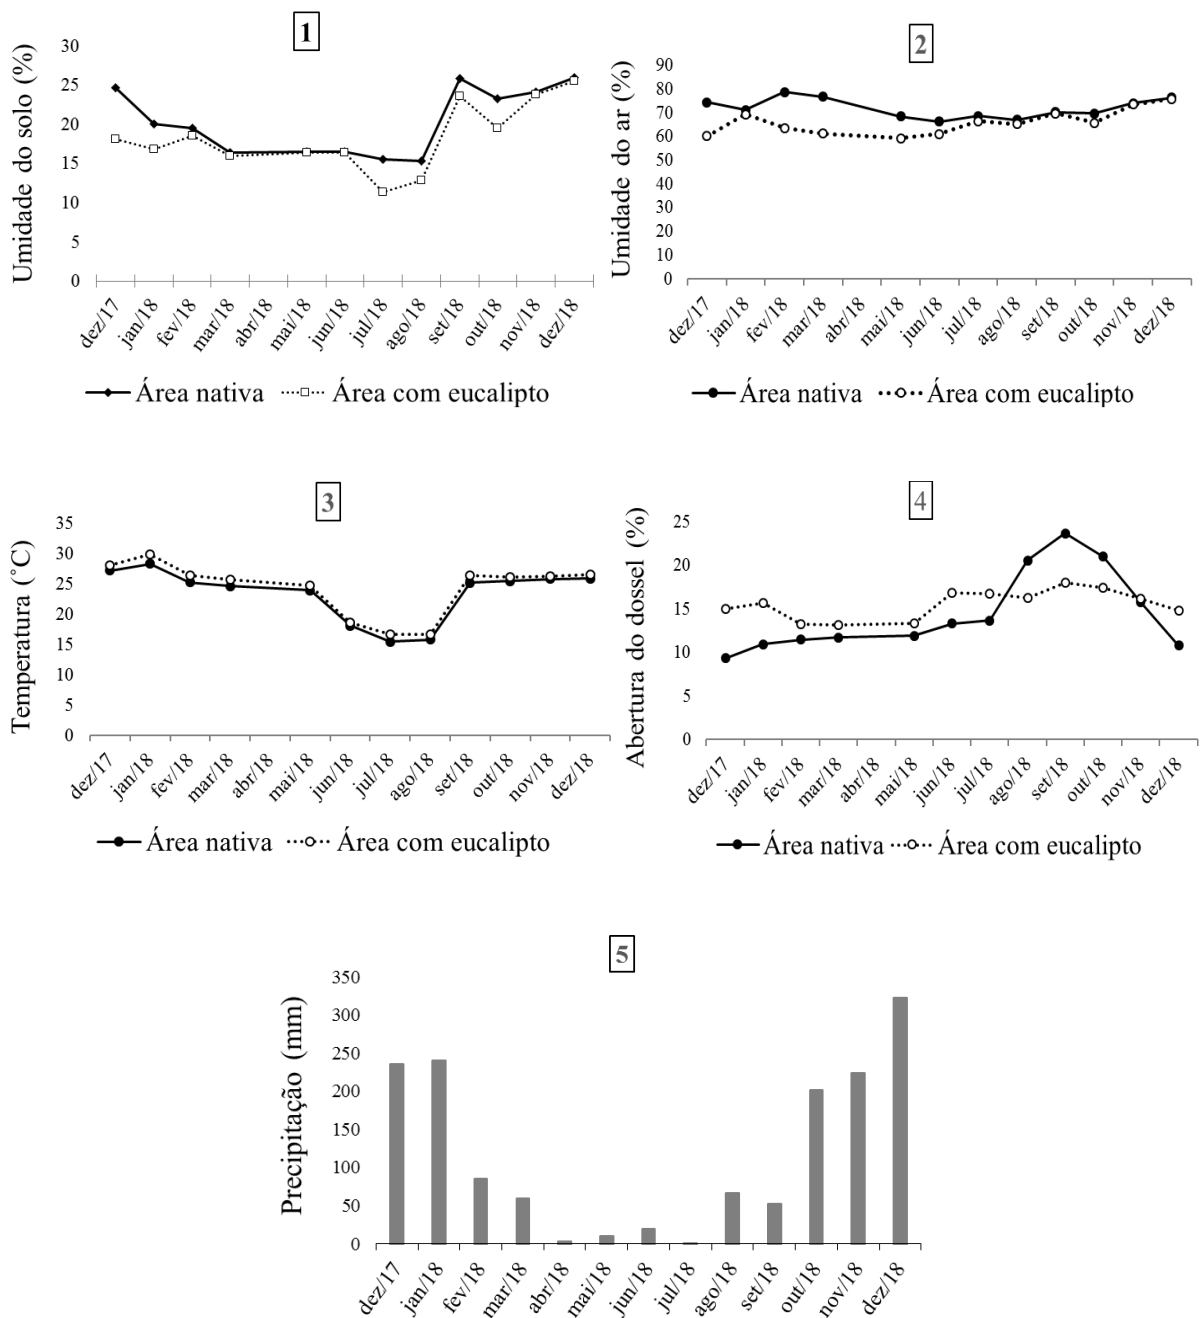 1
Umidade do solo (%)
30
25
20
15
10
5
0
dez/17
jan/18
fev/18
mar/18
abr/18
mai/18
jun/18
jul/18
ago/18
set/18
out/18
nov/18
dez/18
Área nativa
Área com eucalipto
2
Umidade do ar (%)
90
80
70
60
50
40
30
20
10
0
dez/17
jan/18
fev/18
mar/18
abr/18
mai/18
jun/18
jul/18
ago/18
set/18
out/18
nov/18
dez/18
Área nativa
Área com eucalipto
3
Temperatura (˚C)
35
30
25
20
15
10
5
0
dez/17
jan/18
fev/18
mar/18
abr/18
mai/18
jun/18
jul/18
ago/18
set/18
out/18
nov/18
dez/18
Área nativa
Área com eucalipto
4
Abertura do dossel (%)
25
20
15
10
5
0
dez/17
jan/18
fev/18
mar/18
abr/18
mai/18
jun/18
jul/18
ago/18
set/18
out/18
nov/18
dez/18
Área nativa
Área com eucalipto
5
Precipitação (mm)
350
300
250
200
150
100
50
0
dez/17
jan/18
fev/18
mar/18
abr/18
mai/18
jun/18
jul/18
ago/18
set/18
out/18
nov/18
dez/18